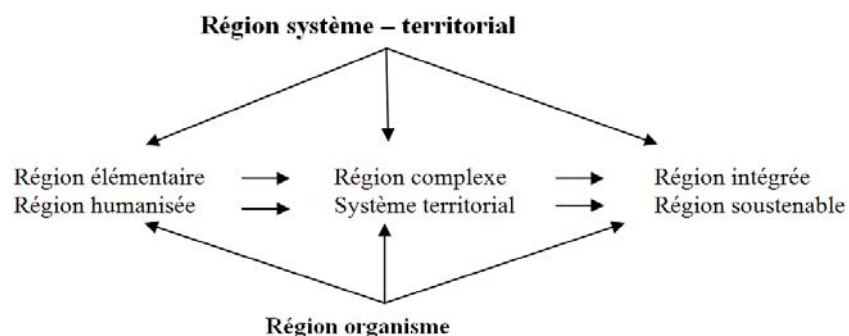 Région système – territorial
Région élémentaire Région complexe Région intégrée
Région humanisée Système territorial Région soustenable
Région organisme